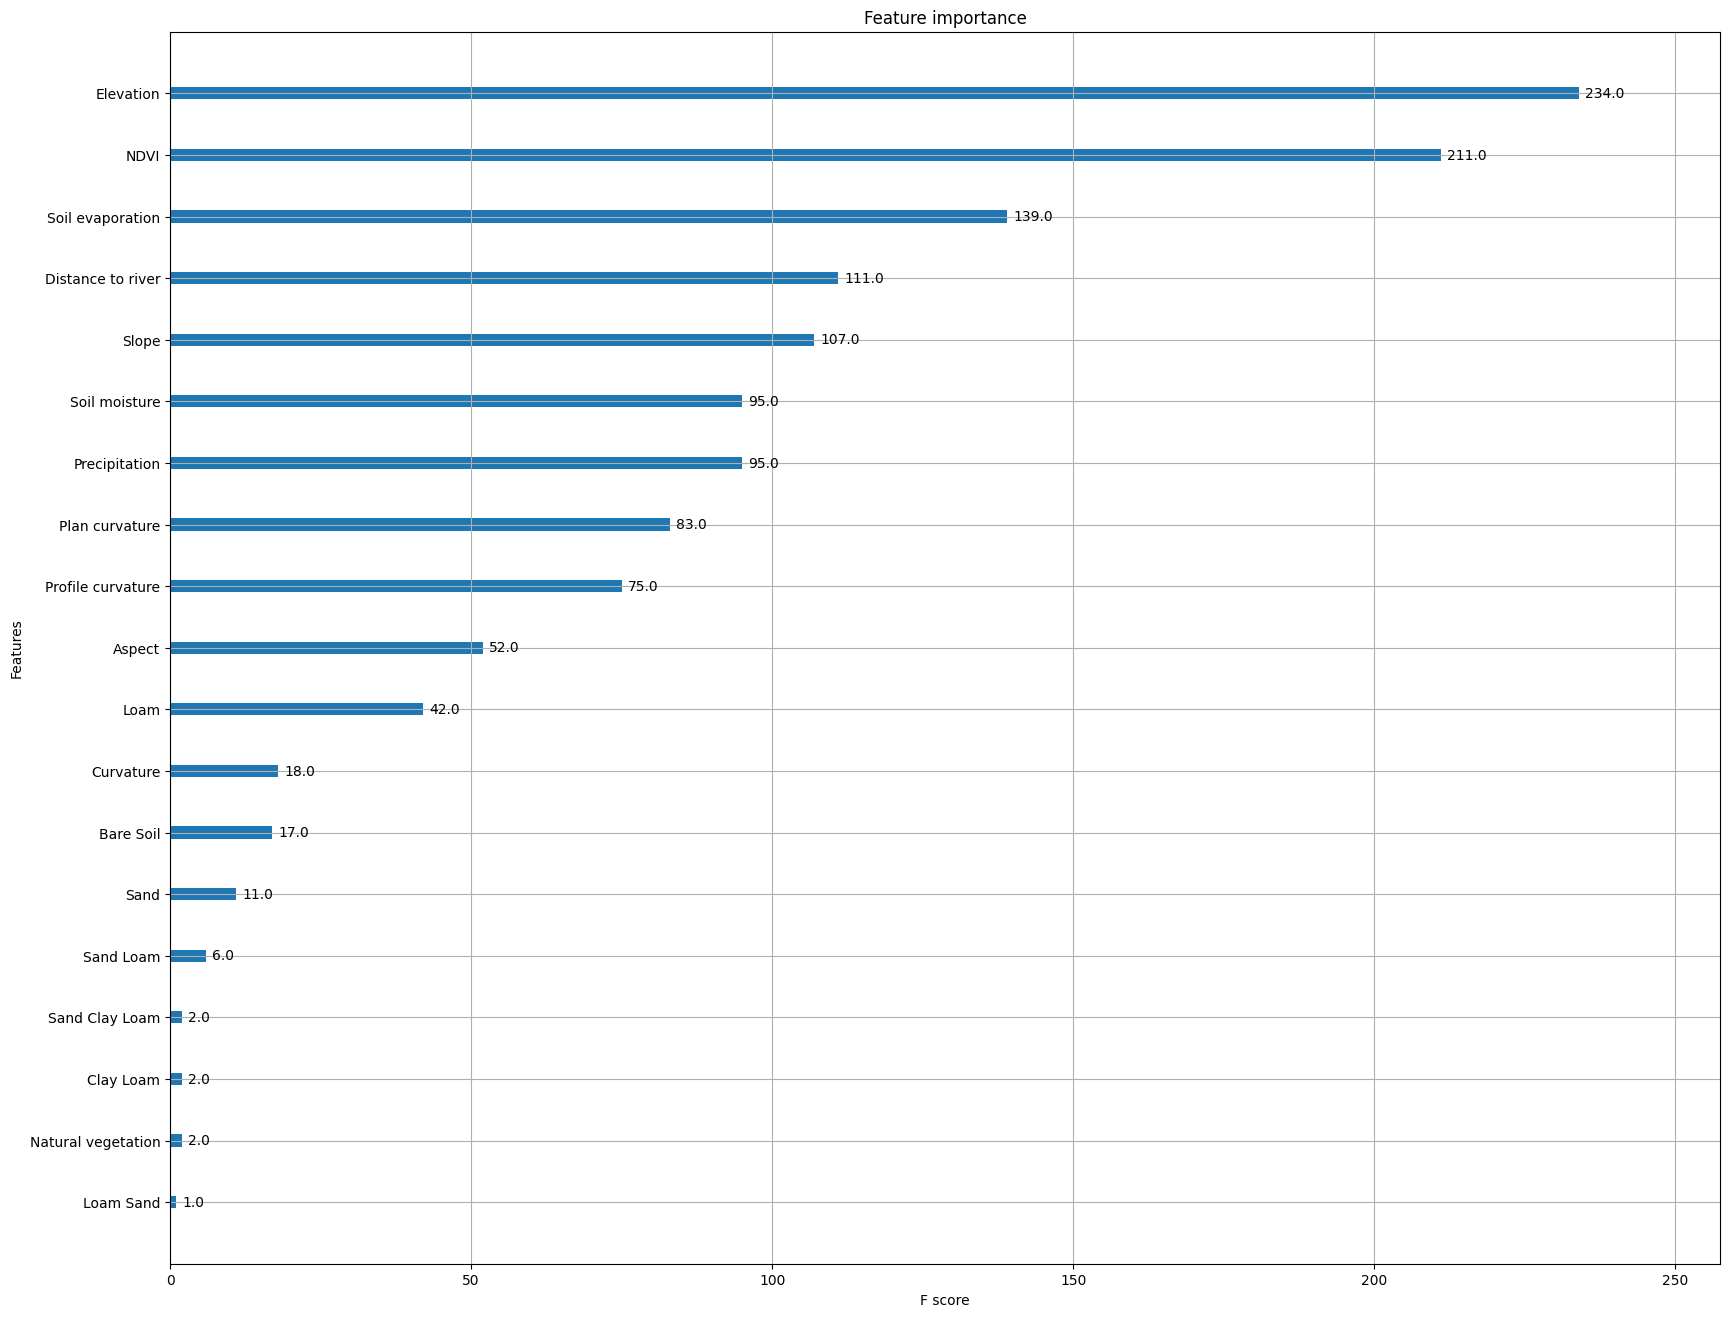 Feature importance
Elevation 234.0
NDVI 211.0
Soil evaporation 139.0
Distance to river 111.0
Slope 107.0
Soil moisture 95.0
Precipitation 95.0
Plan curvature 83.0
Profile curvature 75.0
Aspect 52.0
Loam 42.0
Curvature 18.0
Bare Soil 17.0
Sand 11.0
Sand Loam 6.0
Sand Clay Loam 2.0
Clay Loam 2.0
Natural vegetation 2.0
Loam Sand 1.0
Features
0 50 100 150 200 250
F score